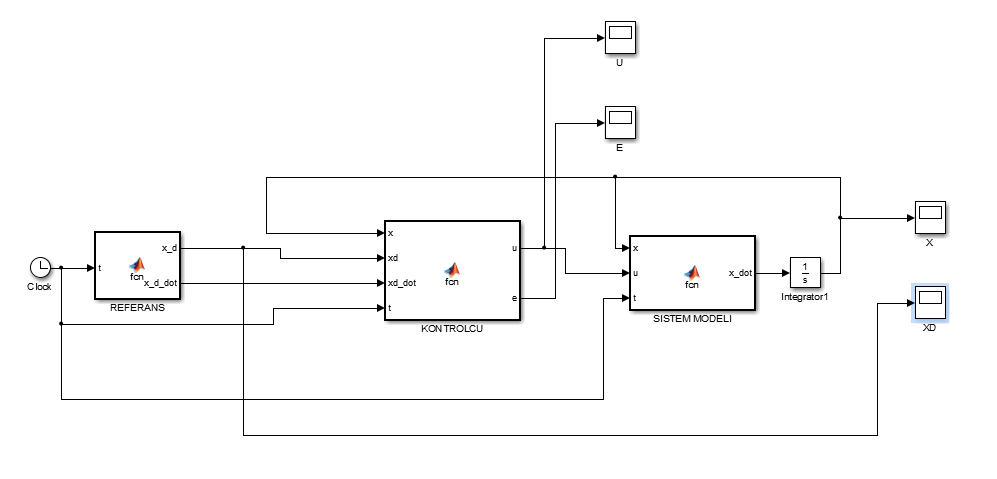 U
E
X
XD
Clock
t
fcn
x_d
x_d_dot
REFERANS
x
xd
xd_dot
t
fcn
u
e
KONTROLCU
x
u
t
fcn
x_dot
SISTEM MODELI
1
s
Integrator1